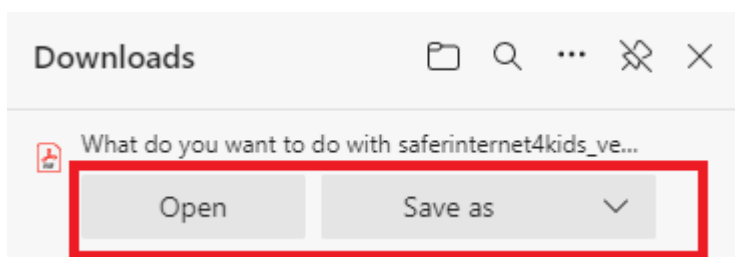 Downloads
What do you want to do with saferinternet4kids_ve...
Open Save as